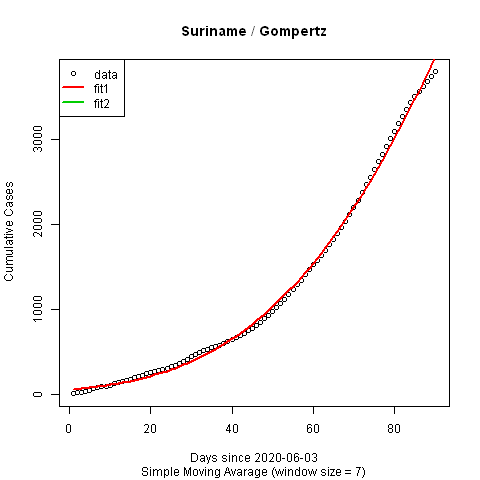 Suriname / Gompertz
data
fit1
fit2
Cumulative Cases
3000
2000
1000
0
0 20 40 60 80
Days since 2020-06-03
Simple Moving Avarage (window size = 7)